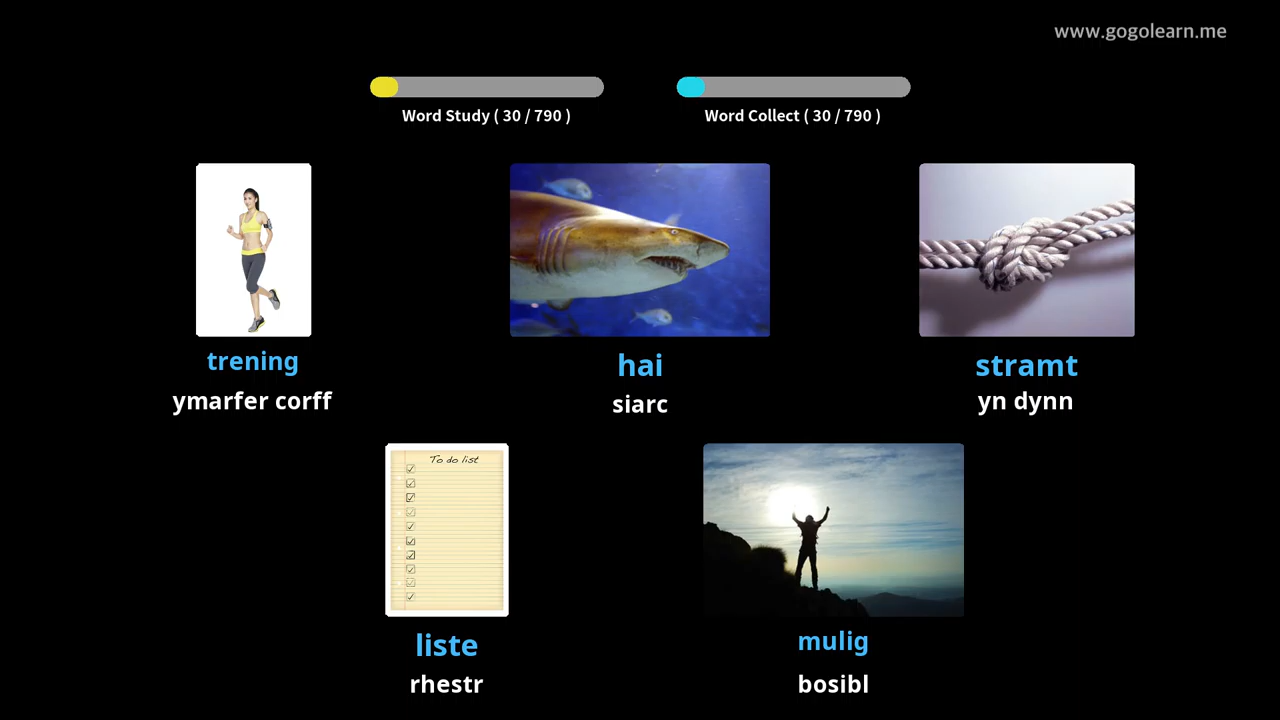 www.gogolearn.me
Word Study ( 30 / 790 )
Word Collect ( 30 / 790 )
trening
hai
stramt
ymarfer corff
siarc
yn dynn
To do list
liste
mulig
rhestr
bosibl